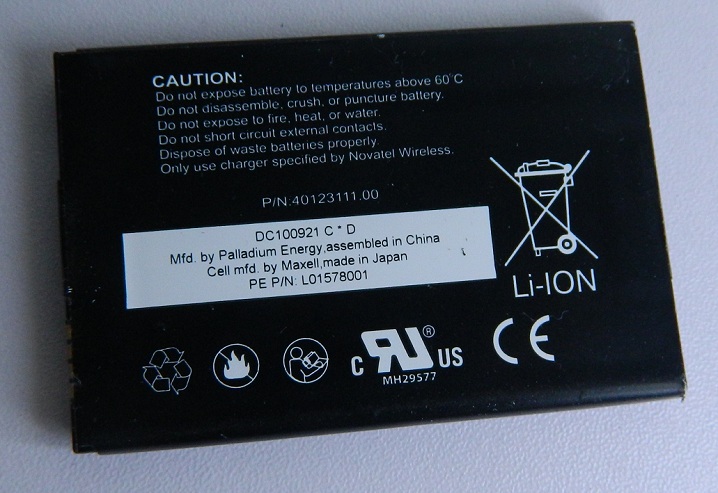 CAUTION:
Do not expose battery to temperatures above 60°C
Do not disassemble, crush, or puncture battery.
Do not expose to fire, heat, or water.
Do not short circuit external contacts.
Dispose of waste batteries properly.
Only use charger specified by Novatel Wireless.
P/N:40123111.00
DC100921 C * D
Mfd. by Palladium Energy,assembled in China
Cell mfd. by Maxell,made in Japan
PE P/N: L01578001
Li-ION
C RU ® US
MH29577
CE